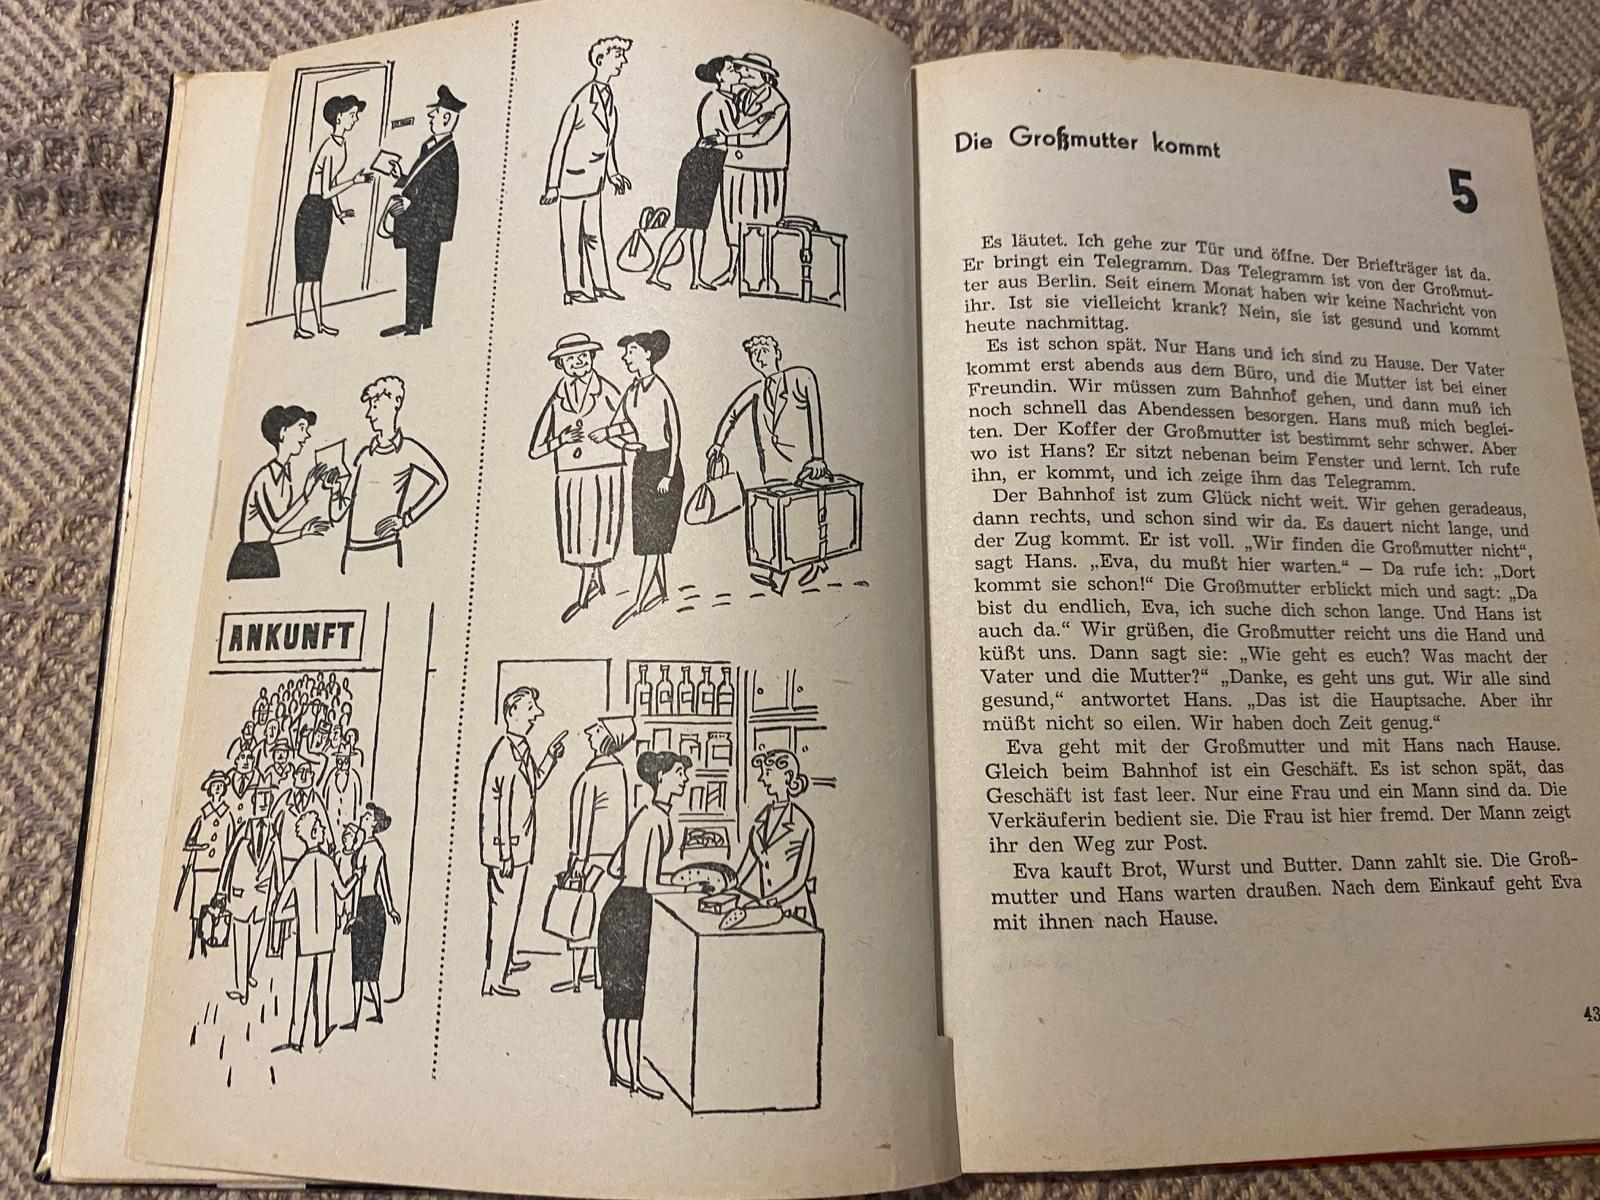 ANKUNFT
Die Großmutter kommt
5
Es läutet. Ich gehe zur Tür und öffne. Der Briefträger ist da.
Er bringt ein Telegramm. Das Telegramm ist von der Großmut-
ter aus Berlin. Seit einem Monat haben wir keine Nachricht von
ihr. Ist sie vielleicht krank? Nein, sie ist gesund und kommt
heute nachmittag.
Es ist schon spät. Nur Hans und ich sind zu Hause. Der Vater
kommt erst abends aus dem Büro, und die Mutter ist bei einer
Freundin. Wir müssen zum Bahnhof gehen, und dann muß ich
noch schnell das Abendessen besorgen. Hans muß mich beglei-
ten. Der Koffer der Großmutter ist bestimmt sehr schwer. Aber
wo ist Hans? Er sitzt nebenan beim Fenster und lernt. Ich rufe
ihn, er kommt, und ich zeige ihm das Telegramm.
Der Bahnhof ist zum Glück nicht weit. Wir gehen geradeaus,
dann rechts, und schon sind wir da. Es dauert nicht lange, und
der Zug kommt. Er ist voll. „Wir finden die Großmutter nicht“,
sagt Hans. „Eva, du mußt hier warten.“ — Da rufe ich: „Dort
kommt sie schon!“ Die Großmutter erblickt mich und sagt: „Da
bist du endlich, Eva, ich suche dich schon lange. Und Hans ist
auch da.“ Wir grüßen, die Großmutter reicht uns die Hand und
küßt uns. Dann sagt sie: „Wie geht es euch? Was macht der
Vater und die Mutter?“ „Danke, es geht uns gut. Wir alle sind
gesund,“ antwortet Hans. „Das ist die Hauptsache. Aber ihr
müßt nicht so eilen. Wir haben doch Zeit genug.“
Eva geht mit der Großmutter und mit Hans nach Hause.
Gleich beim Bahnhof ist ein Geschäft. Es ist schon spät, das
Geschäft ist fast leer. Nur eine Frau und ein Mann sind da. Die
Verkäuferin bedient sie. Die Frau ist hier fremd. Der Mann zeigt
ihr den Weg zur Post.
Eva kauft Brot, Wurst und Butter. Dann zahlt sie. Die Groß-
mutter und Hans warten draußen. Nach dem Einkauf geht Eva
mit ihnen nach Hause.
43